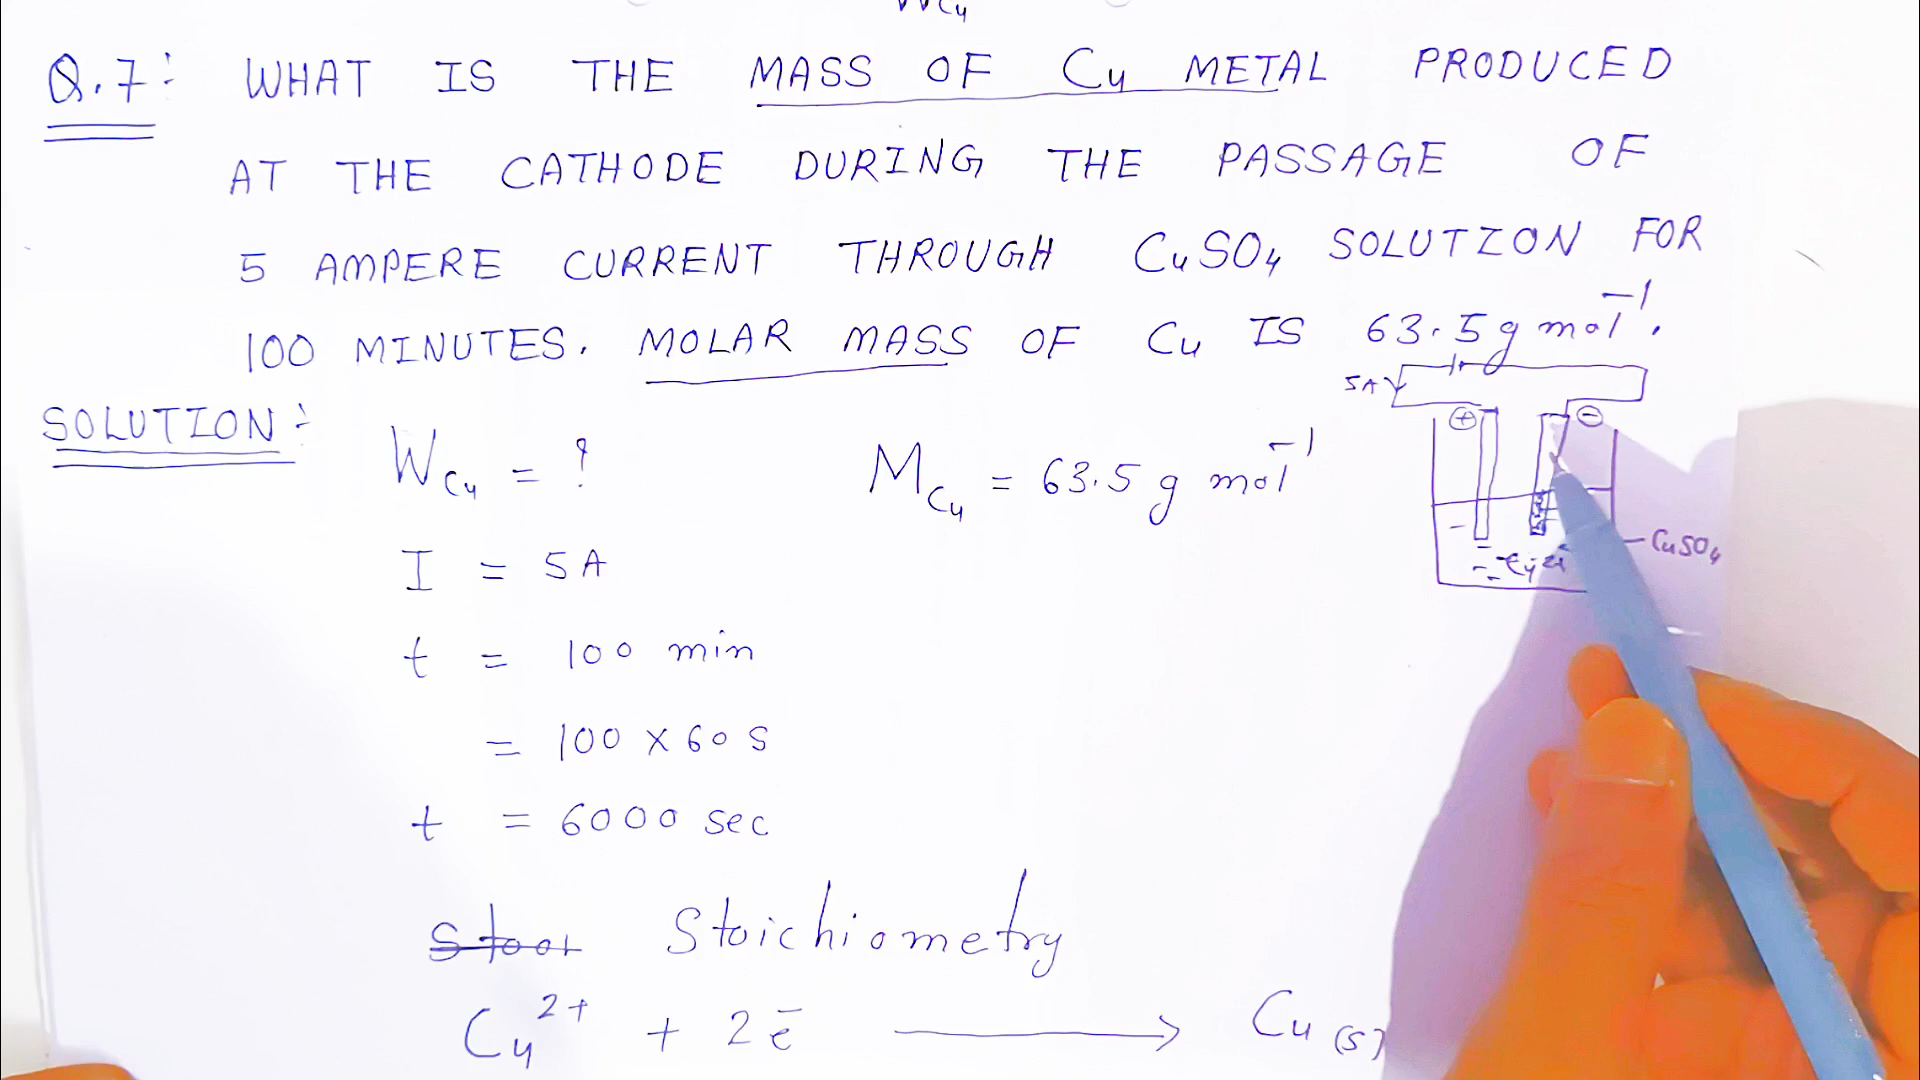 WCu
Q.7:- WHAT IS THE MASS OF Cu METAL PRODUCED
AT THE CATHODE DURING THE PASSAGE OF
5 AMPERE CURRENT THROUGH CuSO₄ SOLUTION FOR
100 MINUTES. MOLAR MASS OF Cu IS 63.5 g mol⁻¹.
SOLUTION:-
W_Cu = ?
M_Cu = 63.5 g mol⁻¹
5A
+
−
CuSO₄
I = 5A
t = 100 min
= 100 × 60 s
t = 6000 sec
Stoichiometry
Cu²⁺ + 2e⁻ → Cu (s)